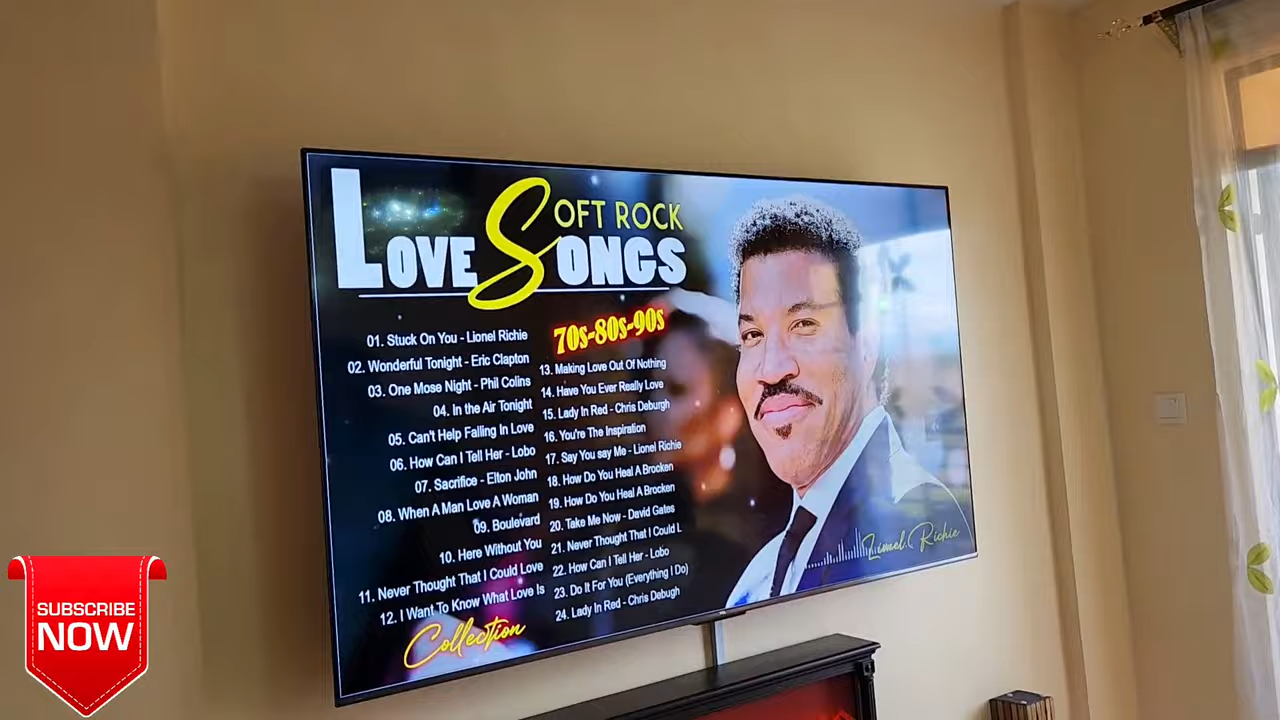 SOFT ROCK
LOVE SONGS
70s-80s-90s
01. Stuck On You - Lionel Richie
02. Wonderful Tonight - Eric Clapton
03. One Mose Night - Phil Colins
04. In the Air Tonight
05. Can't Help Falling In Love
06. How Can I Tell Her - Lobo
07. Sacrifice - Elton John
08. When A Man Love A Woman
09. Boulevard
10. Here Without You
11. Never Thought That I Could Love
12. I Want To Know What Love Is
13. Making Love Out Of Nothing
14. Have You Ever Really Love
15. Lady In Red - Chris Deburgh
16. You're The Inspiration
17. Say You say Me - Lionel Richie
18. How Do You Heal A Brocken
19. How Do You Heal A Brocken
20. Take Me Now - David Gates
21. Never Thought That I Could L
22. How Can I Tell Her - Lobo
23. Do It For You (Everything I Do)
24. Lady In Red - Chris Debugh
Collection
Lionel Richie
SUBSCRIBE
NOW